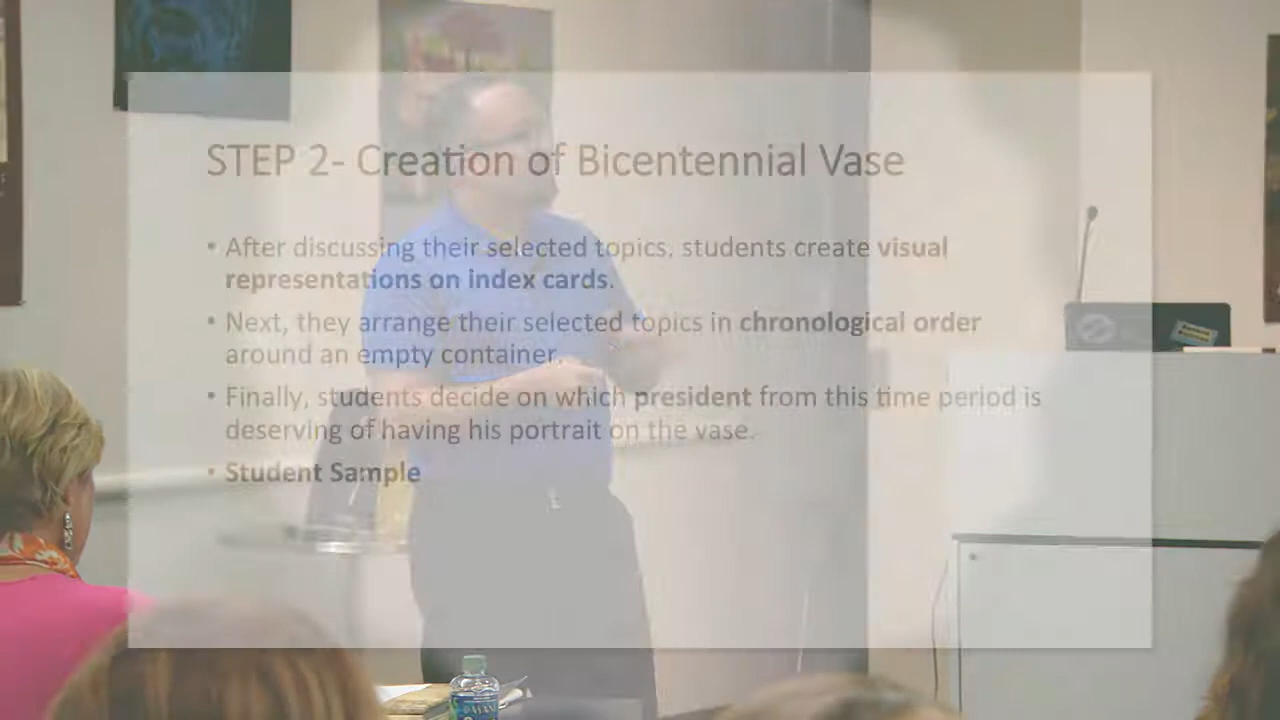 STEP 2- Creation of Bicentennial Vase
• After discussing their selected topics, students create visual
representations on index cards.
• Next, they arrange their selected topics in chronological order
around an empty container.
• Finally, students decide on which president from this time period is
deserving of having his portrait on the vase.
• Student Sample